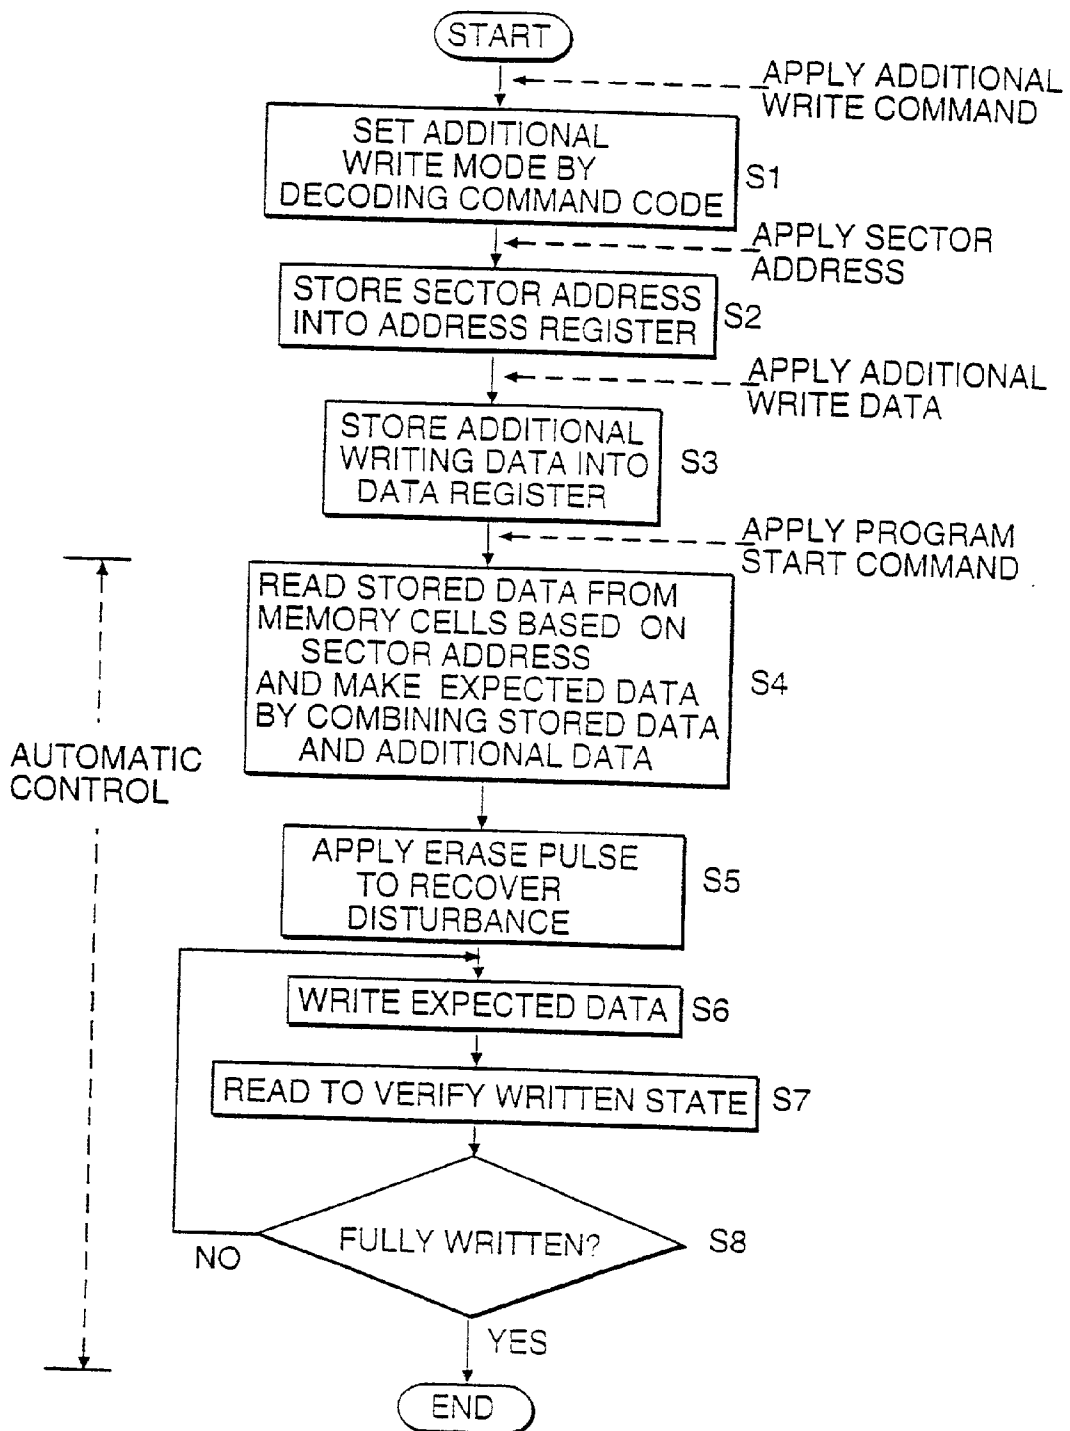 START
APPLY ADDITIONAL
WRITE COMMAND
SET ADDITIONAL
WRITE MODE BY
DECODING COMMAND CODE
S1
APPLY SECTOR
ADDRESS
STORE SECTOR ADDRESS
INTO ADDRESS REGISTER
S2
APPLY ADDITIONAL
WRITE DATA
STORE ADDITIONAL
WRITING DATA INTO
DATA REGISTER
S3
APPLY PROGRAM
START COMMAND
READ STORED DATA FROM
MEMORY CELLS BASED ON
SECTOR ADDRESS
AND MAKE EXPECTED DATA
BY COMBINING STORED DATA
AND ADDITIONAL DATA
S4
AUTOMATIC
CONTROL
APPLY ERASE PULSE
TO RECOVER
DISTURBANCE
S5
WRITE EXPECTED DATA
S6
READ TO VERIFY WRITTEN STATE
S7
FULLY WRITTEN?
S8
NO
YES
END